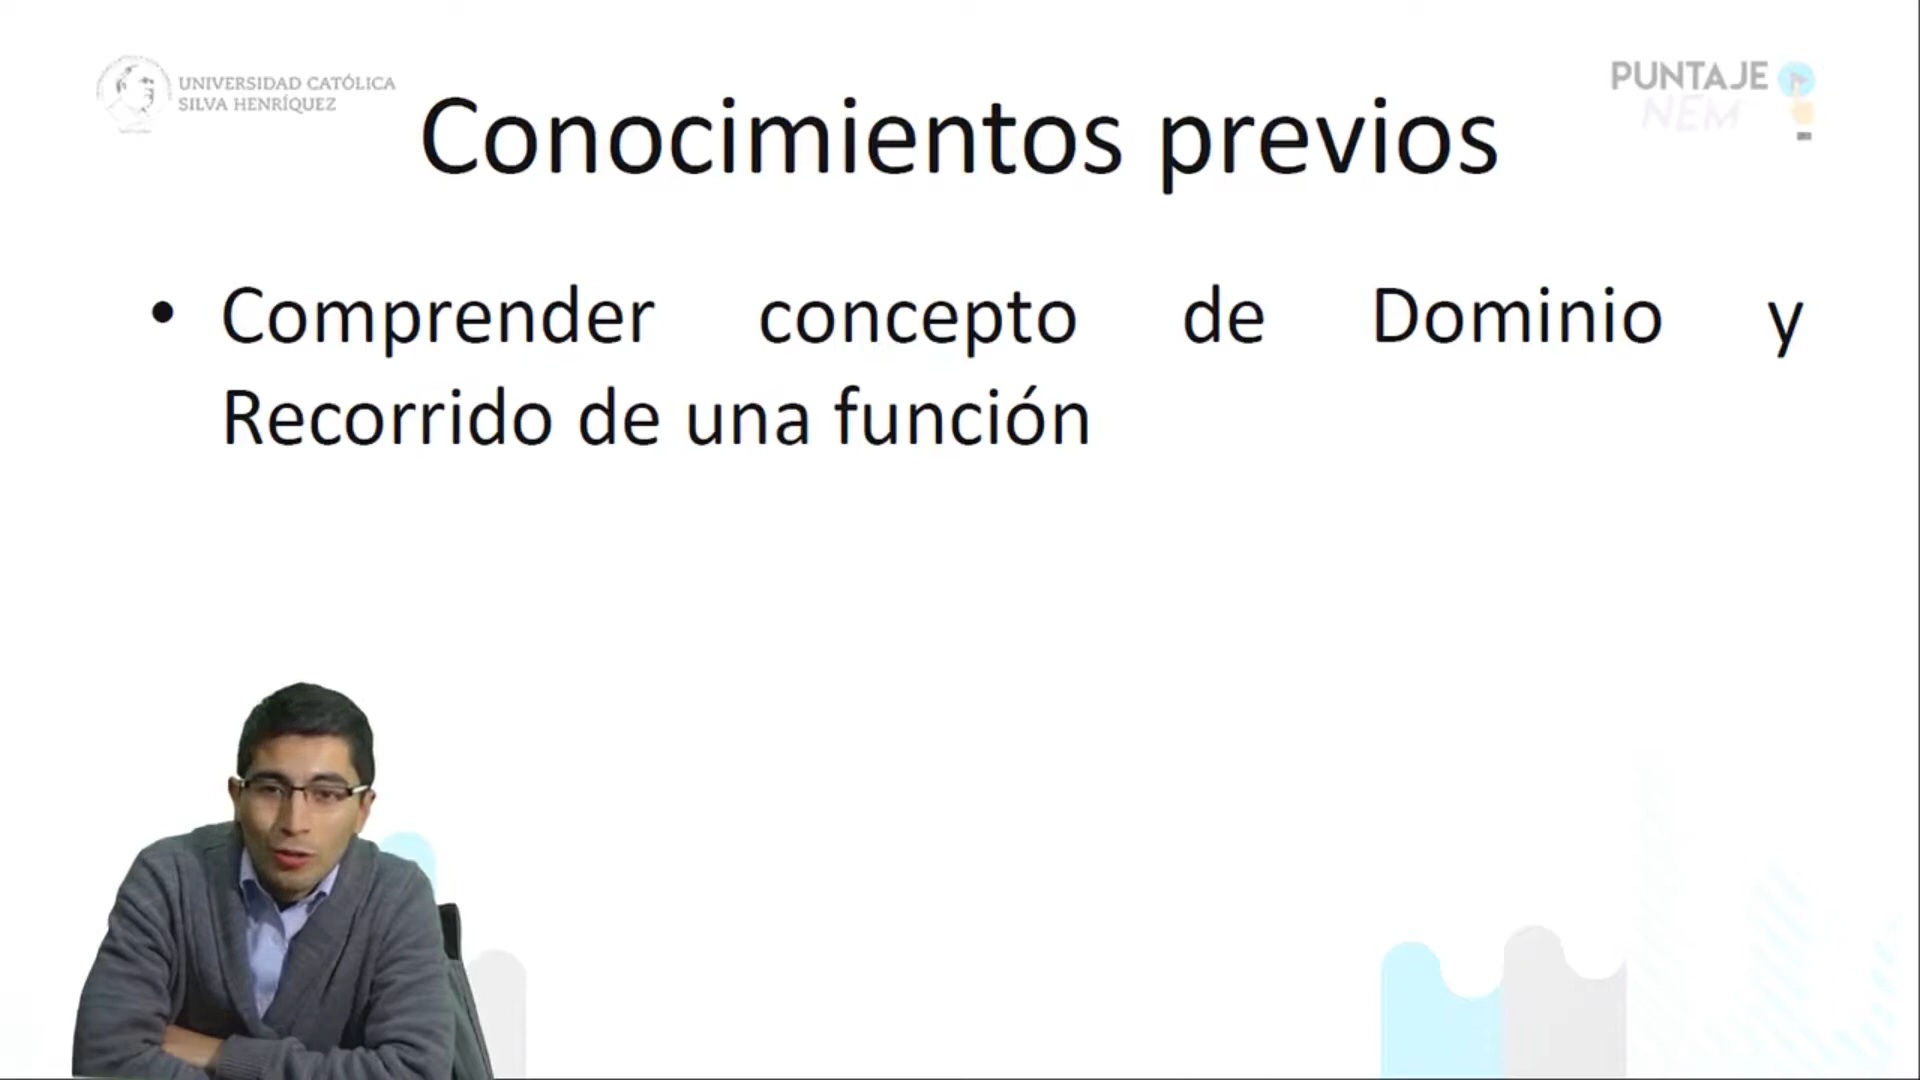 UNIVERSIDAD CATÓLICA
SILVA HENRÍQUEZ
PUNTAJE
NEM
Conocimientos previos
• Comprender concepto de Dominio y
Recorrido de una función